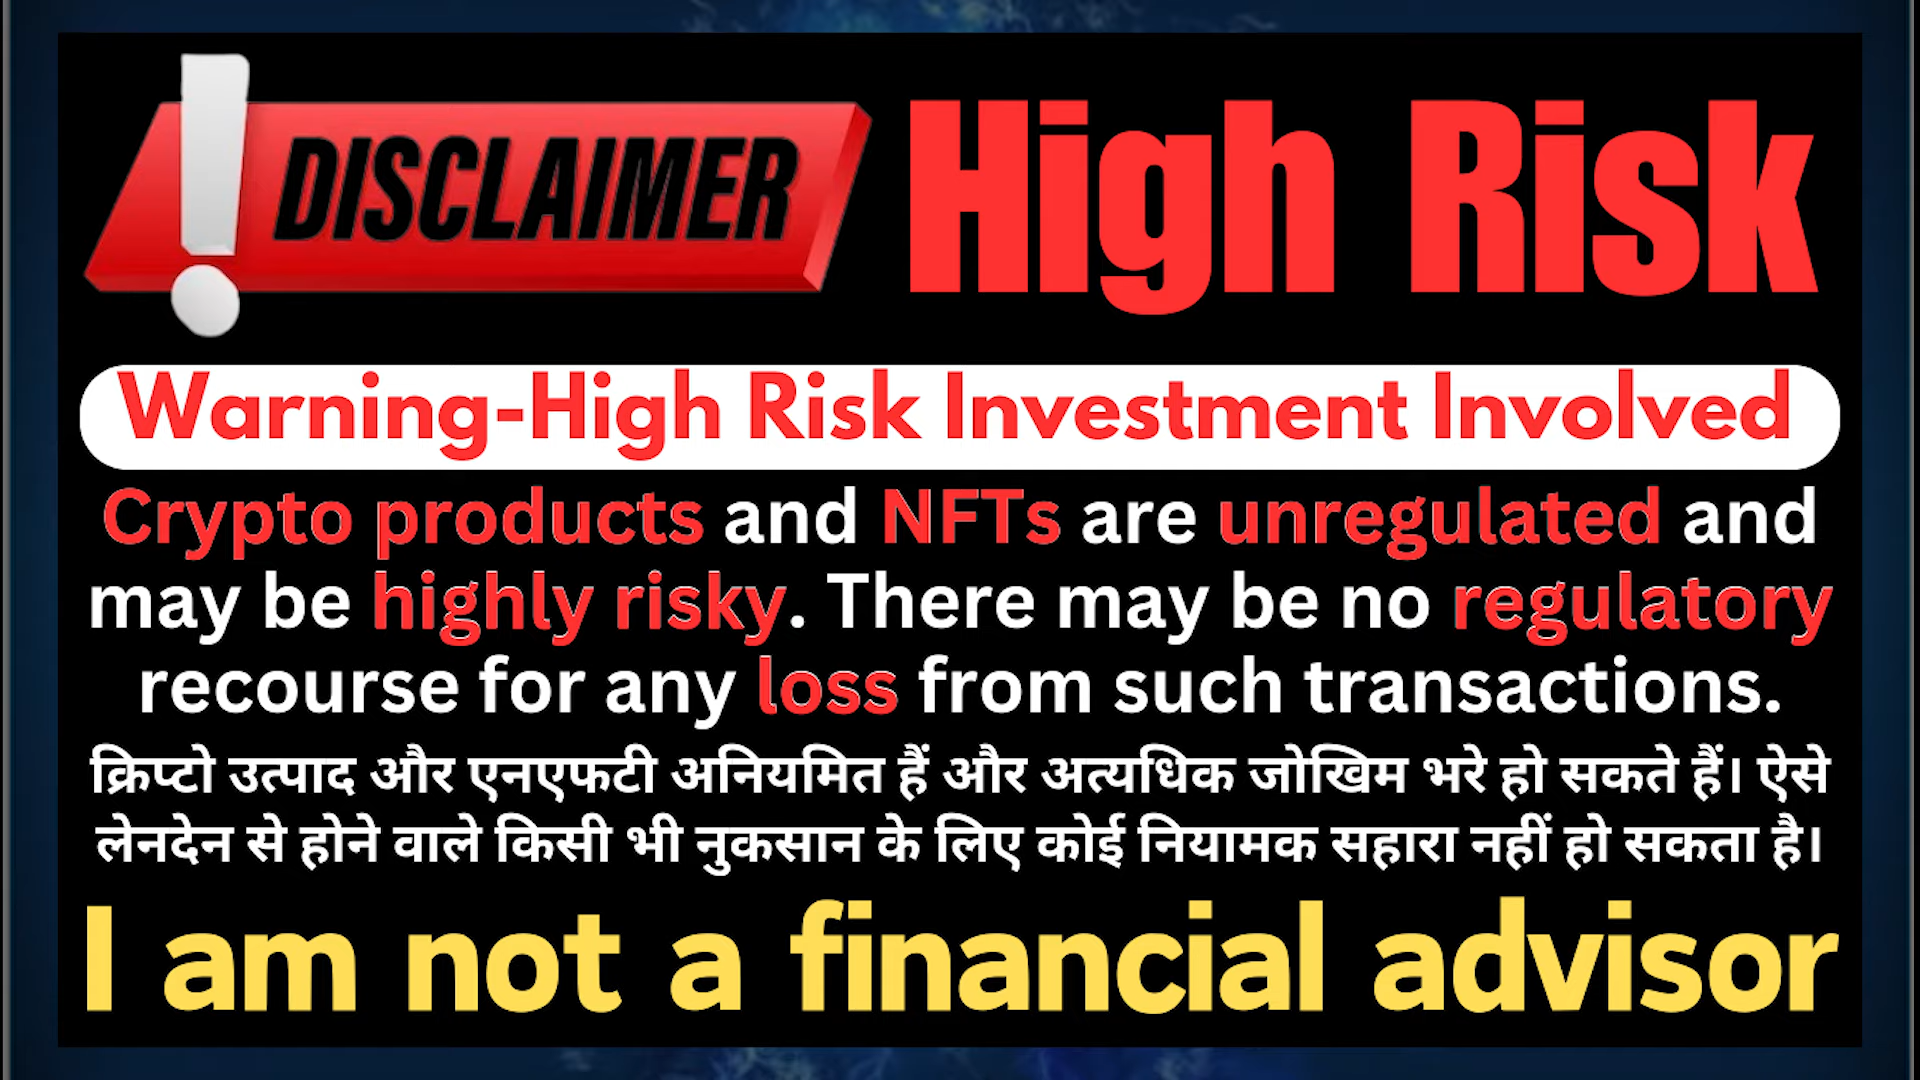 DISCLAIMER High Risk
Warning-High Risk Investment Involved
Crypto products and NFTs are unregulated and
may be highly risky. There may be no regulatory
recourse for any loss from such transactions.
क्रिप्टो उत्पाद और एनएफटी अनियमित हैं और अत्यधिक जोखिम भरे हो सकते हैं। ऐसे
लेनदेन से होने वाले किसी भी नुकसान के लिए कोई नियामक सहारा नहीं हो सकता है।
I am not a financial advisor